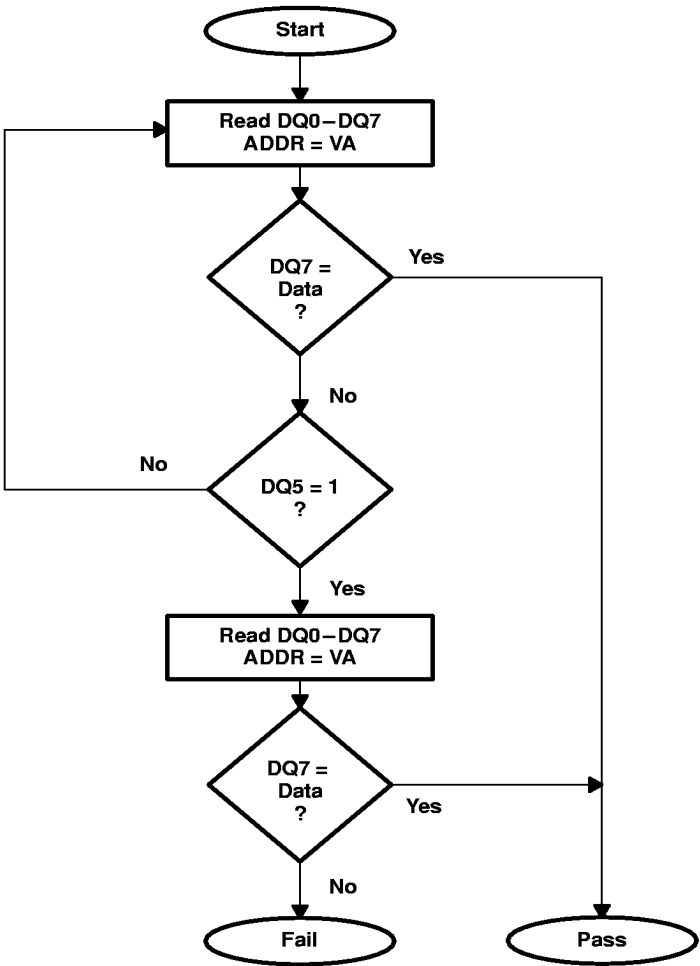 Start
Read DQ0–DQ7
ADDR = VA
DQ7 =
Data
?
Yes
No
DQ5 = 1
?
No
Yes
Read DQ0–DQ7
ADDR = VA
DQ7 =
Data
?
Yes
No
Fail
Pass